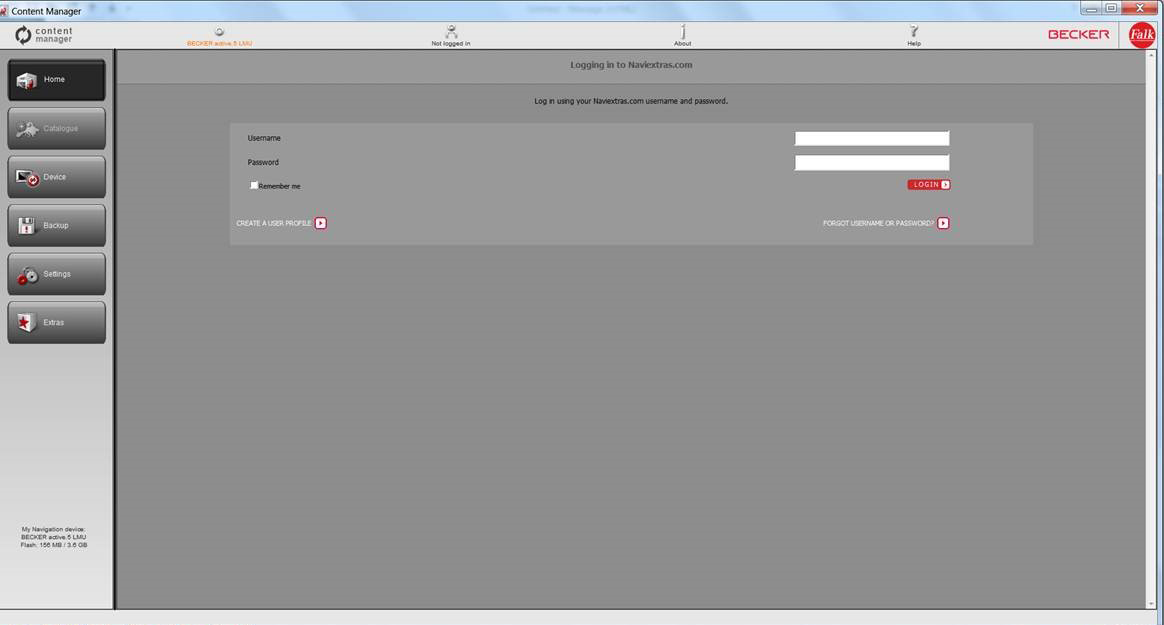 Content Manager
content
manager
BECKER active.5 LMU
Not logged in
About
Help
BECKER
Falk
Home
Catalogue
Device
Backup
Settings
Extras
Logging in to Naviextras.com
Log in using your Naviextras.com username and password.
Username
Password
Remember me
LOGIN
CREATE A USER PROFILE
FORGOT USERNAME OR PASSWORD?
My Navigation device:
BECKER active.5 LMU
Flash: 156 MB / 3.6 GB